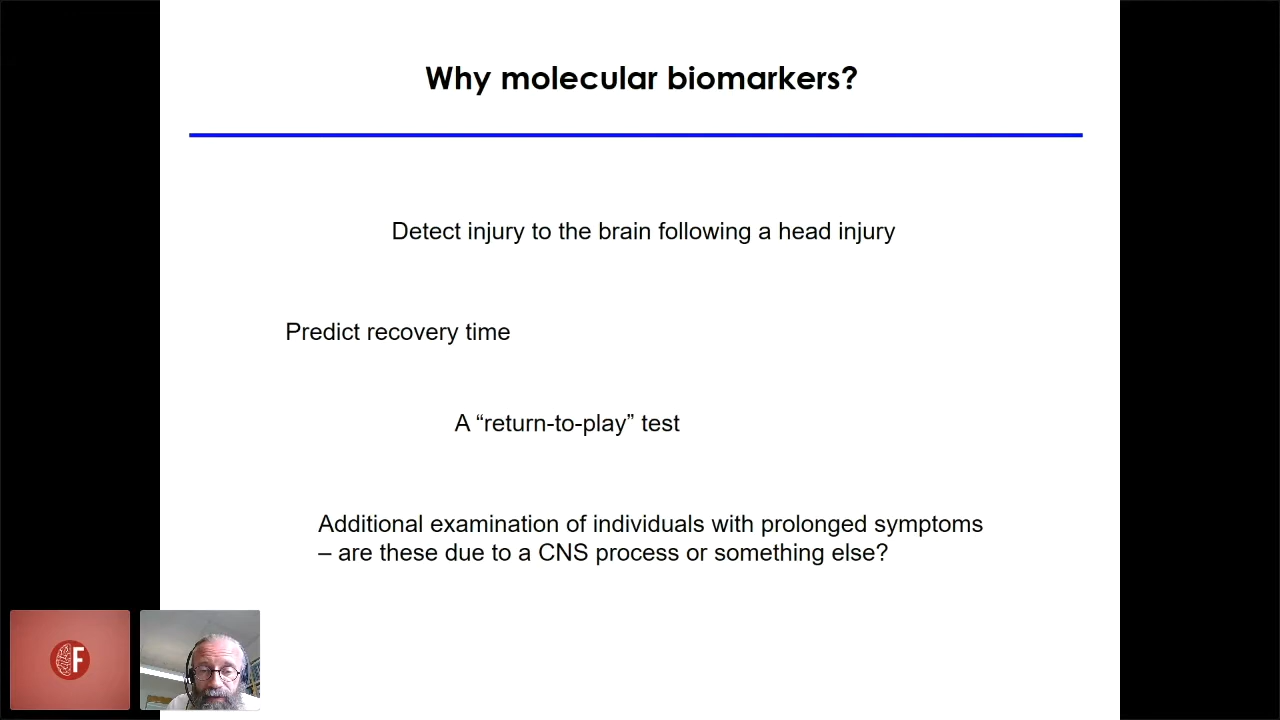 Why molecular biomarkers?
Detect injury to the brain following a head injury
Predict recovery time
A “return-to-play” test
Additional examination of individuals with prolonged symptoms
– are these due to a CNS process or something else?
F